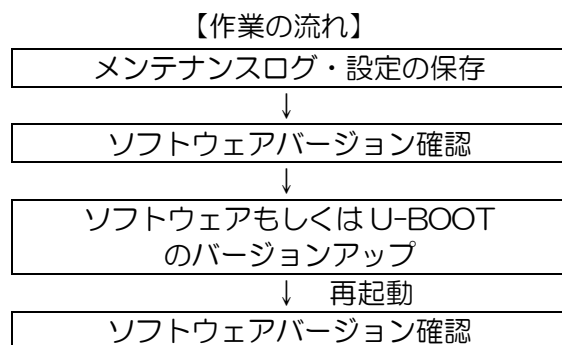 【作業の流れ】
メンテナンスログ・設定の保存
↓
ソフトウェアバージョン確認
↓
ソフトウェアもしくはU-BOOT
のバージョンアップ
↓ 再起動
ソフトウェアバージョン確認